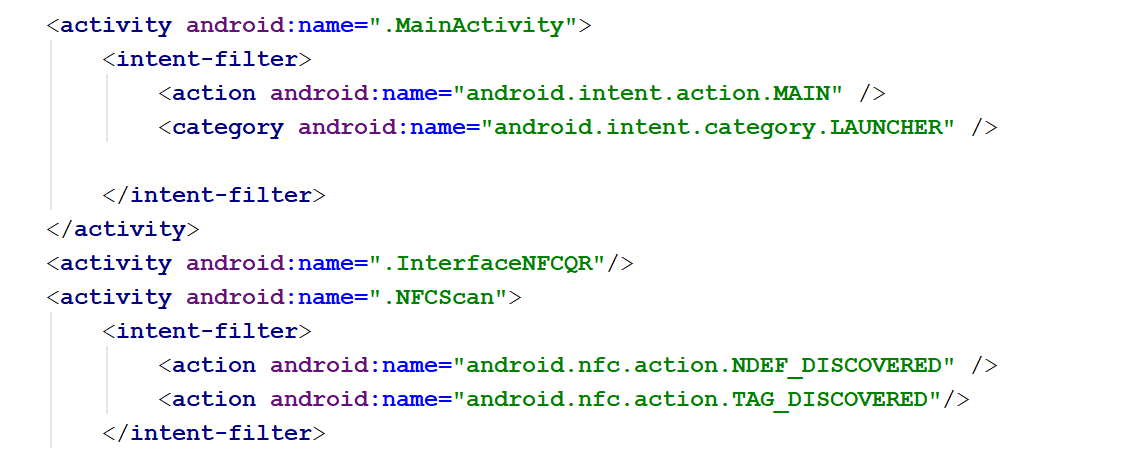 <activity android:name=".MainActivity">
<intent-filter>
<action android:name="android.intent.action.MAIN" />
<category android:name="android.intent.category.LAUNCHER" />
</intent-filter>
</activity>
<activity android:name=".InterfaceNFCQR"/>
<activity android:name=".NFCScan">
<intent-filter>
<action android:name="android.nfc.action.NDEF_DISCOVERED" />
<action android:name="android.nfc.action.TAG_DISCOVERED"/>
</intent-filter>